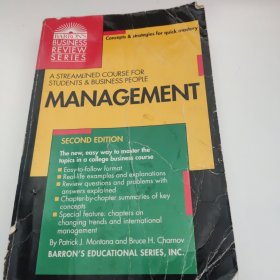 BARRON'S
BUSINESS
REVIEW
SERIES
Concepts & strategies for quick mastery
A STREAMLINED COURSE FOR
STUDENTS & BUSINESS PEOPLE
MANAGEMENT
SECOND EDITION
The new, easy way to master the
topics in a college business course
■ Easy-to-follow format
■ Real-life examples and explanations
■ Review questions and problems with
answers explained
■ Chapter-by-chapter summaries of key
concepts
■ Special feature: chapters on
changing trends and international
management
By Patrick J. Montana and Bruce H. Charnov
BARRON'S EDUCATIONAL SERIES, INC.